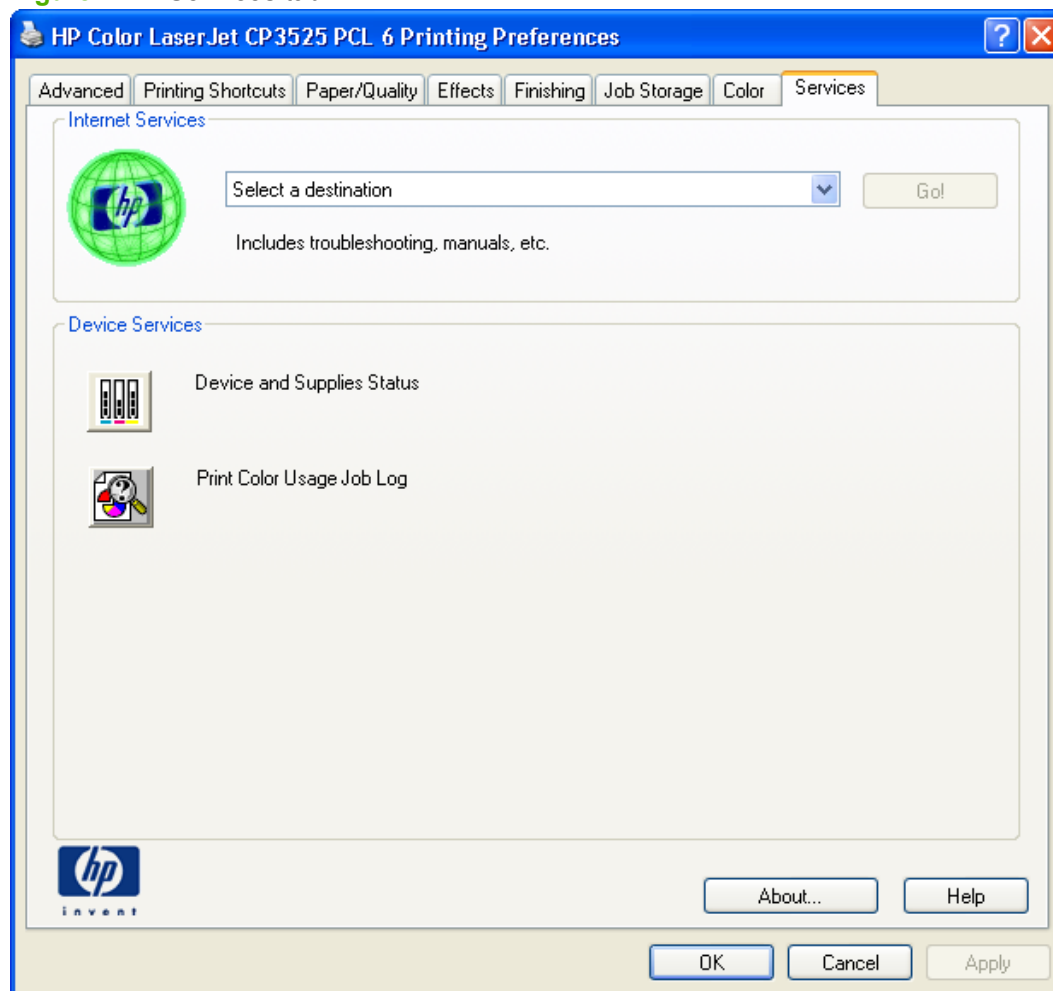 HP Color LaserJet CP3525 PCL 6 Printing Preferences
Advanced Printing Shortcuts Paper/Quality Effects Finishing Job Storage Color Services
Internet Services
hp
Select a destination Go!
Includes troubleshooting, manuals, etc.
Device Services
Device and Supplies Status
Print Color Usage Job Log
hp
invent
About... Help
OK Cancel Apply